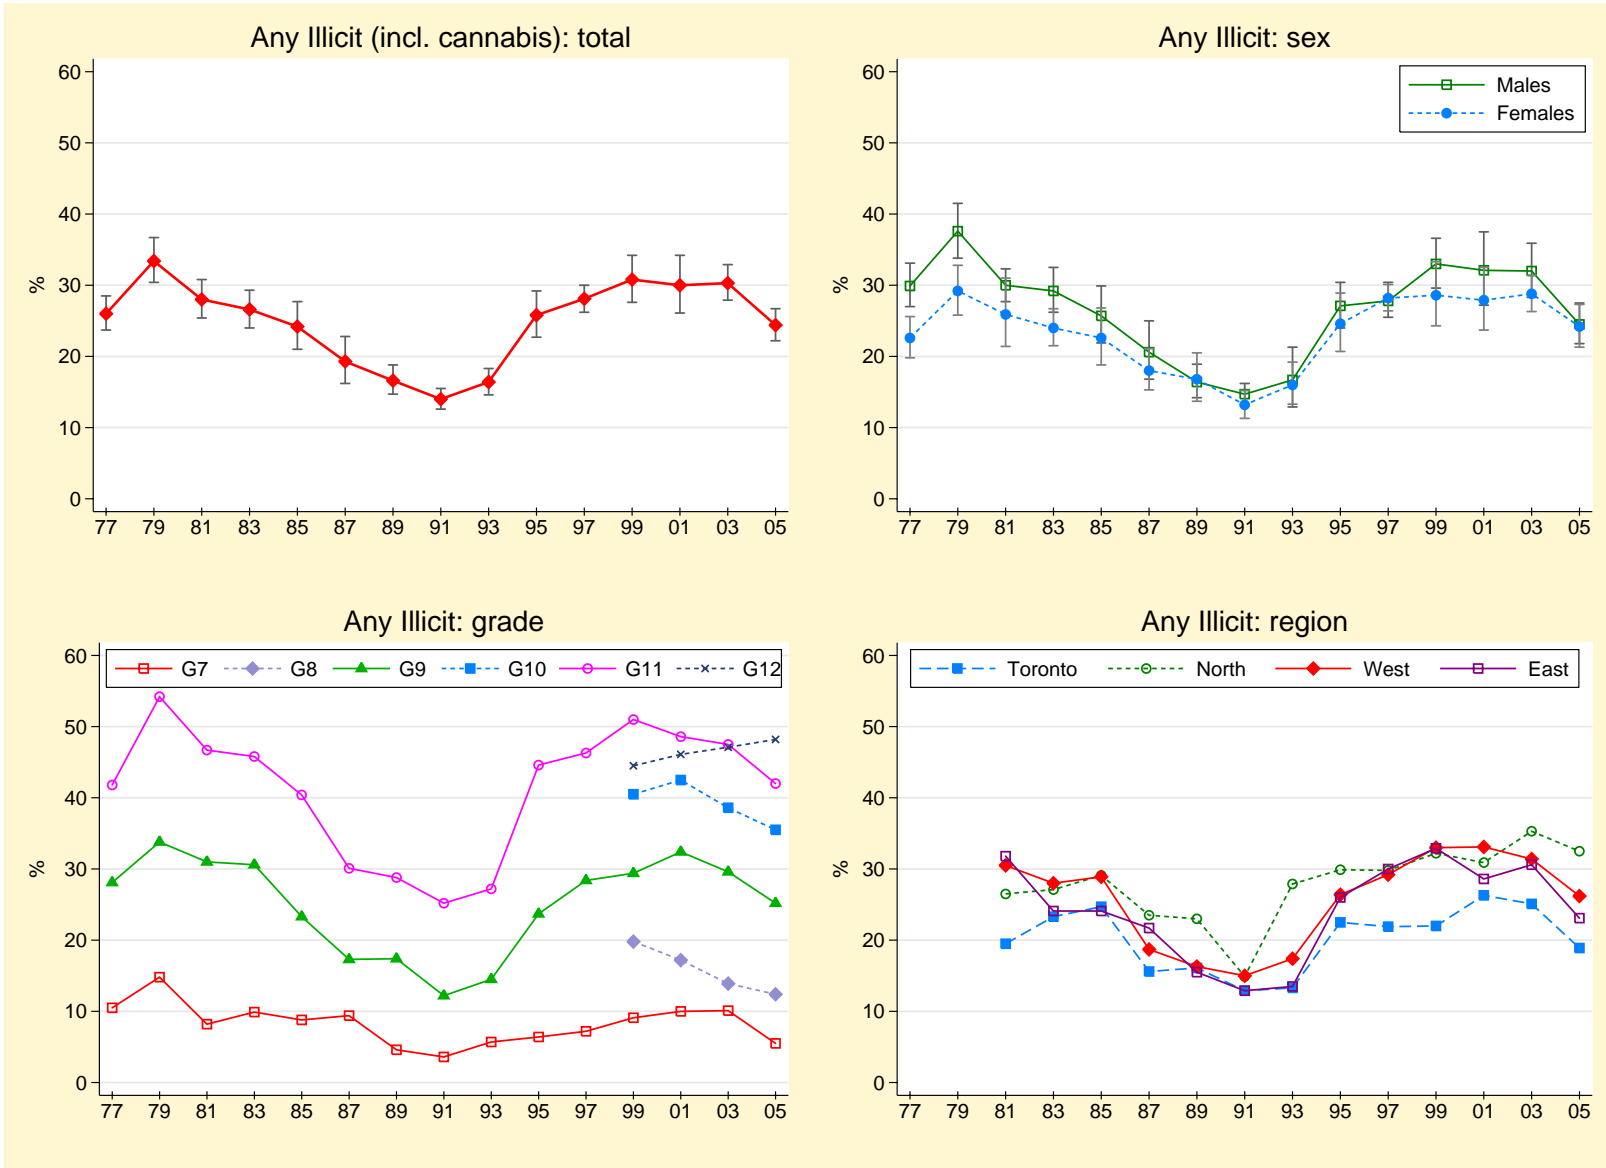 Any Illicit (incl. cannabis): total
60
50
40
30
20
10
0
%
77 79 81 83 85 87 89 91 93 95 97 99 01 03 05
Any Illicit: sex
Males
Females
60
50
40
30
20
10
0
%
77 79 81 83 85 87 89 91 93 95 97 99 01 03 05
Any Illicit: grade
G7 G8 G9 G10 G11 G12
60
50
40
30
20
10
0
%
77 79 81 83 85 87 89 91 93 95 97 99 01 03 05
Any Illicit: region
Toronto North West East
60
50
40
30
20
10
0
%
77 79 81 83 85 87 89 91 93 95 97 99 01 03 05